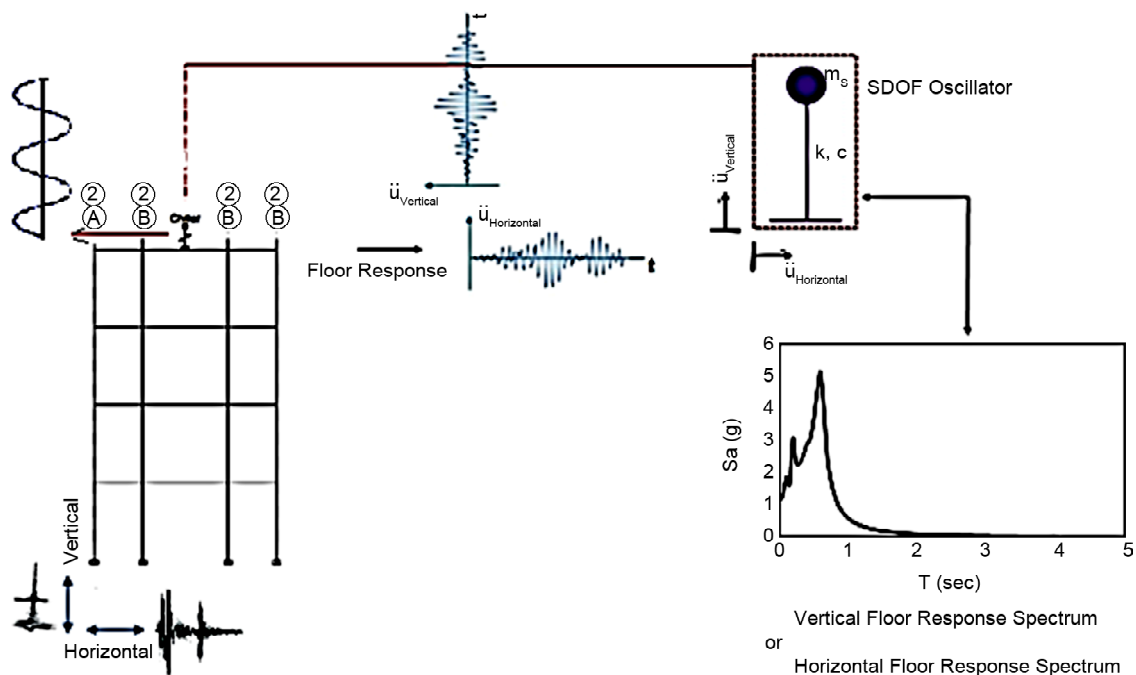 t
m_s
SDOF Oscillator
k, c
ü_Vertical
2 2 2 2
A B B B
ü_Vertical
ü_Horizontal
Floor Response
t
ü_Horizontal
6
5
4
3
2
1
0
Sa (g)
0 1 2 3 4 5
T (sec)
Vertical
Horizontal
Vertical Floor Response Spectrum
or
Horizontal Floor Response Spectrum